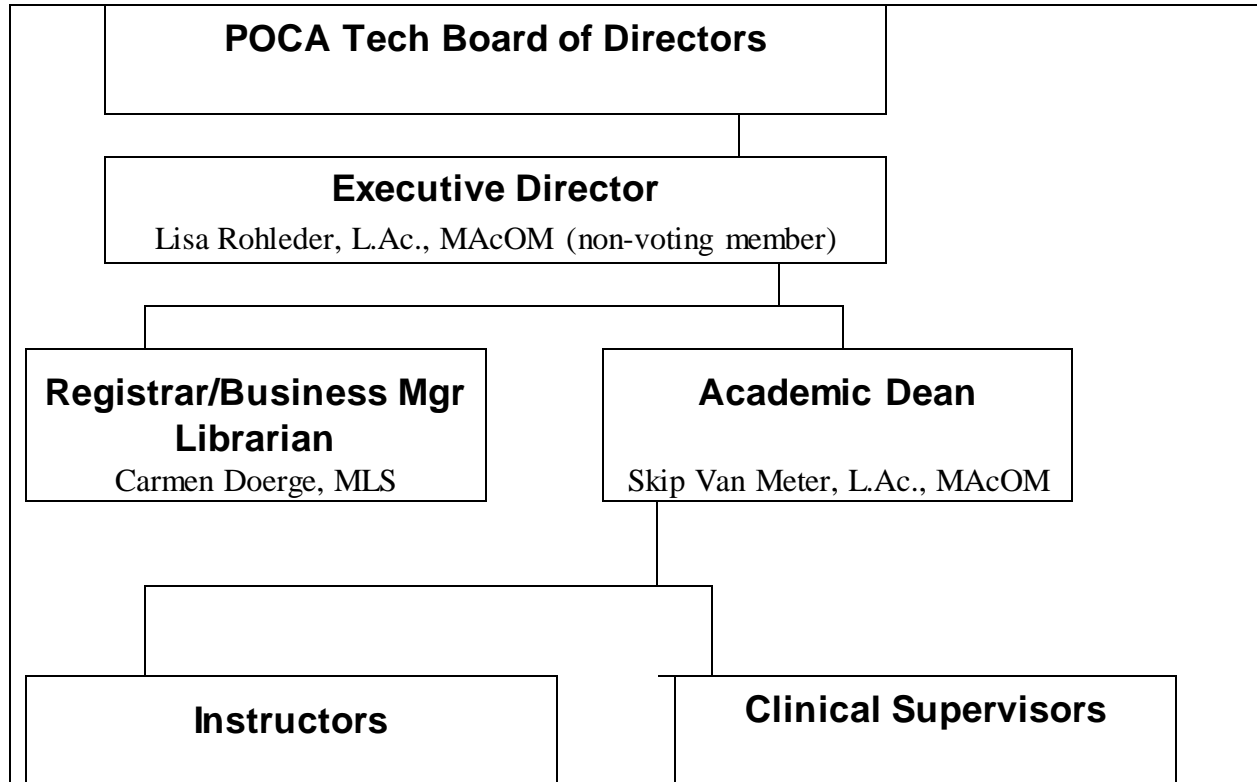 POCA Tech Board of Directors
Executive Director
Lisa Rohleder, L.Ac., MAcOM (non-voting member)
Registrar/Business Mgr
Librarian
Carmen Doerge, MLS
Academic Dean
Skip Van Meter, L.Ac., MAcOM
Instructors
Clinical Supervisors